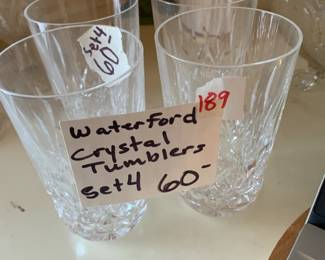 Set 4
60-
189
Waterford
Crystal
Tumblers
Set 4 60-